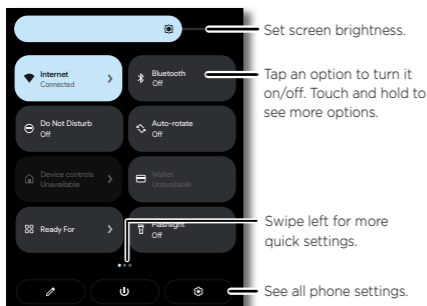 Set screen brightness.
Internet
Connected
Bluetooth
Off
Tap an option to turn it
on/off. Touch and hold to
see more options.
Do Not Disturb
Off
Auto-rotate
Off
Device controls
Unavailable
Wallet
Unavailable
Ready For
Flashlight
Off
Swipe left for more
quick settings.
See all phone settings.